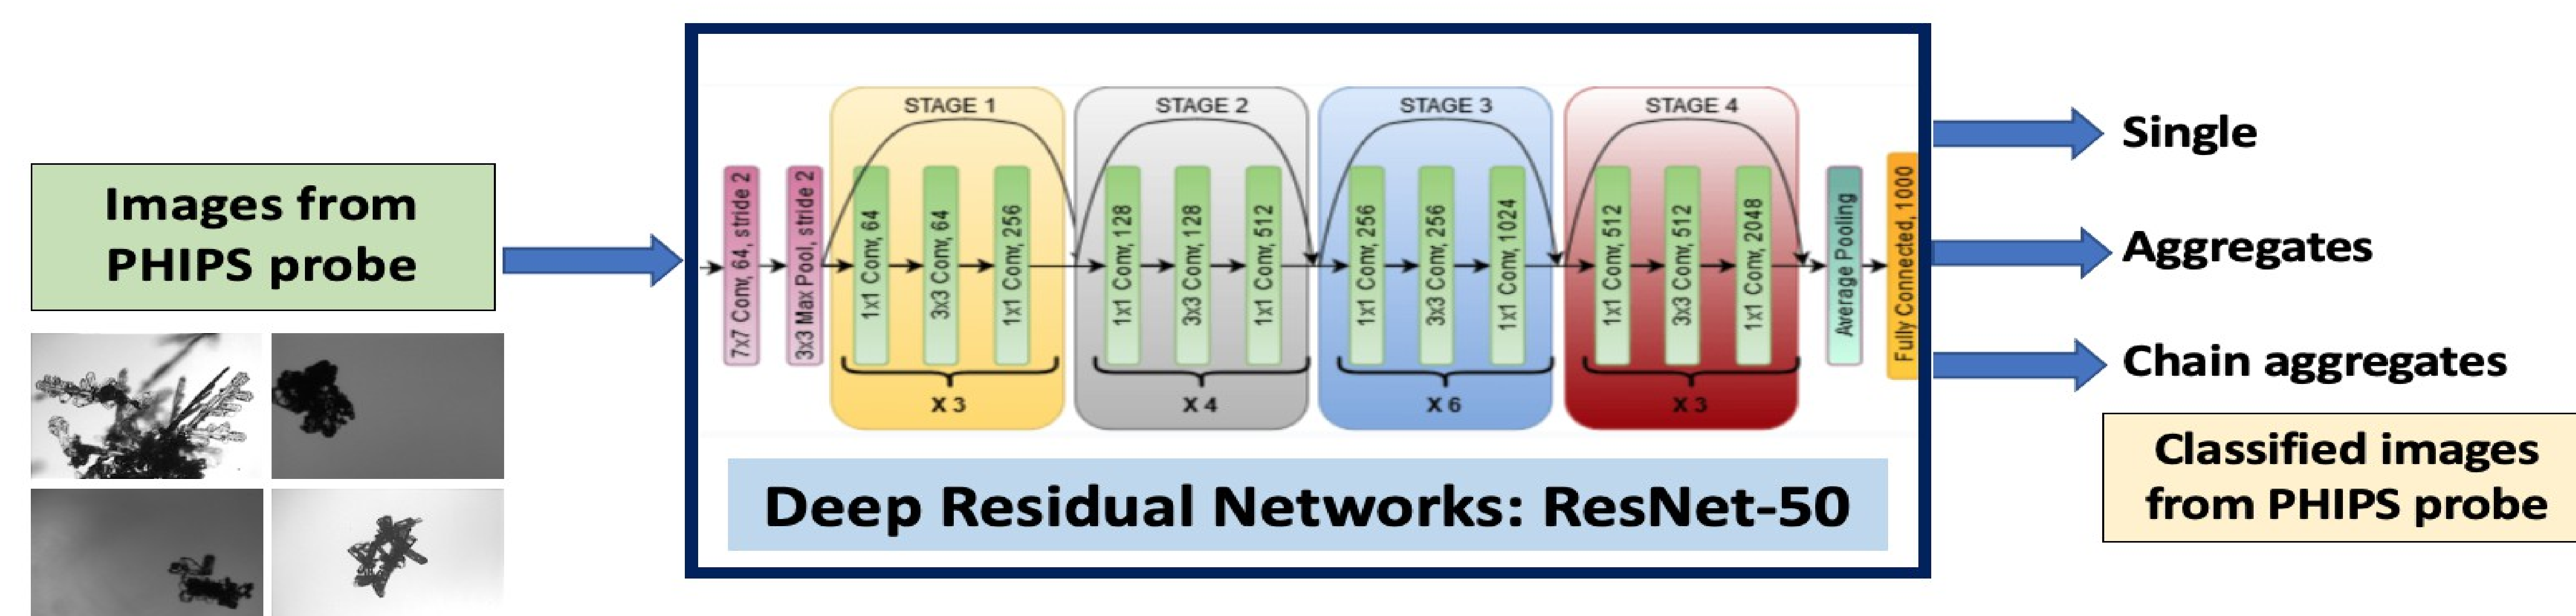 Images from
PHIPS probe
7x7 Conv, 64, stride 2
3x3 Max Pool, stride 2
STAGE 1
1x1 Conv, 64
3x3 Conv, 64
1x1 Conv, 256
X 3
STAGE 2
1x1 Conv, 128
3x3 Conv, 128
1x1 Conv, 512
X 4
STAGE 3
1x1 Conv, 256
3x3 Conv, 256
1x1 Conv, 1024
X 6
STAGE 4
1x1 Conv, 512
3x3 Conv, 512
1x1 Conv, 2048
X 3
Average Pooling
Fully Connected, 1000
Deep Residual Networks: ResNet-50
Single
Aggregates
Chain aggregates
Classified images
from PHIPS probe